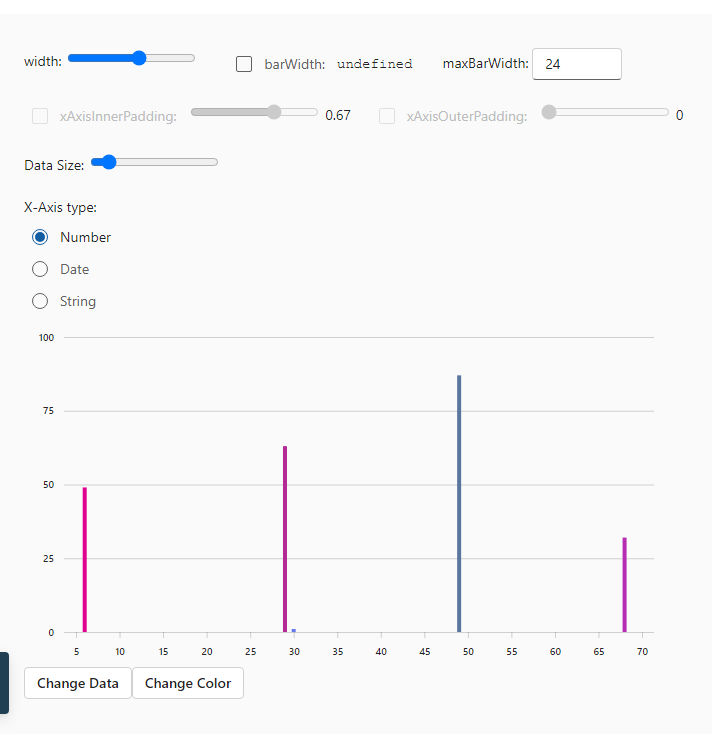 width: barWidth: undefined maxBarWidth: 24
xAxisInnerPadding: 0.67 xAxisOuterPadding: 0
Data Size:
X-Axis type:
Number
Date
String
100
75
50
25
0
5 10 15 20 25 30 35 40 45 50 55 60 65 70
Change Data Change Color